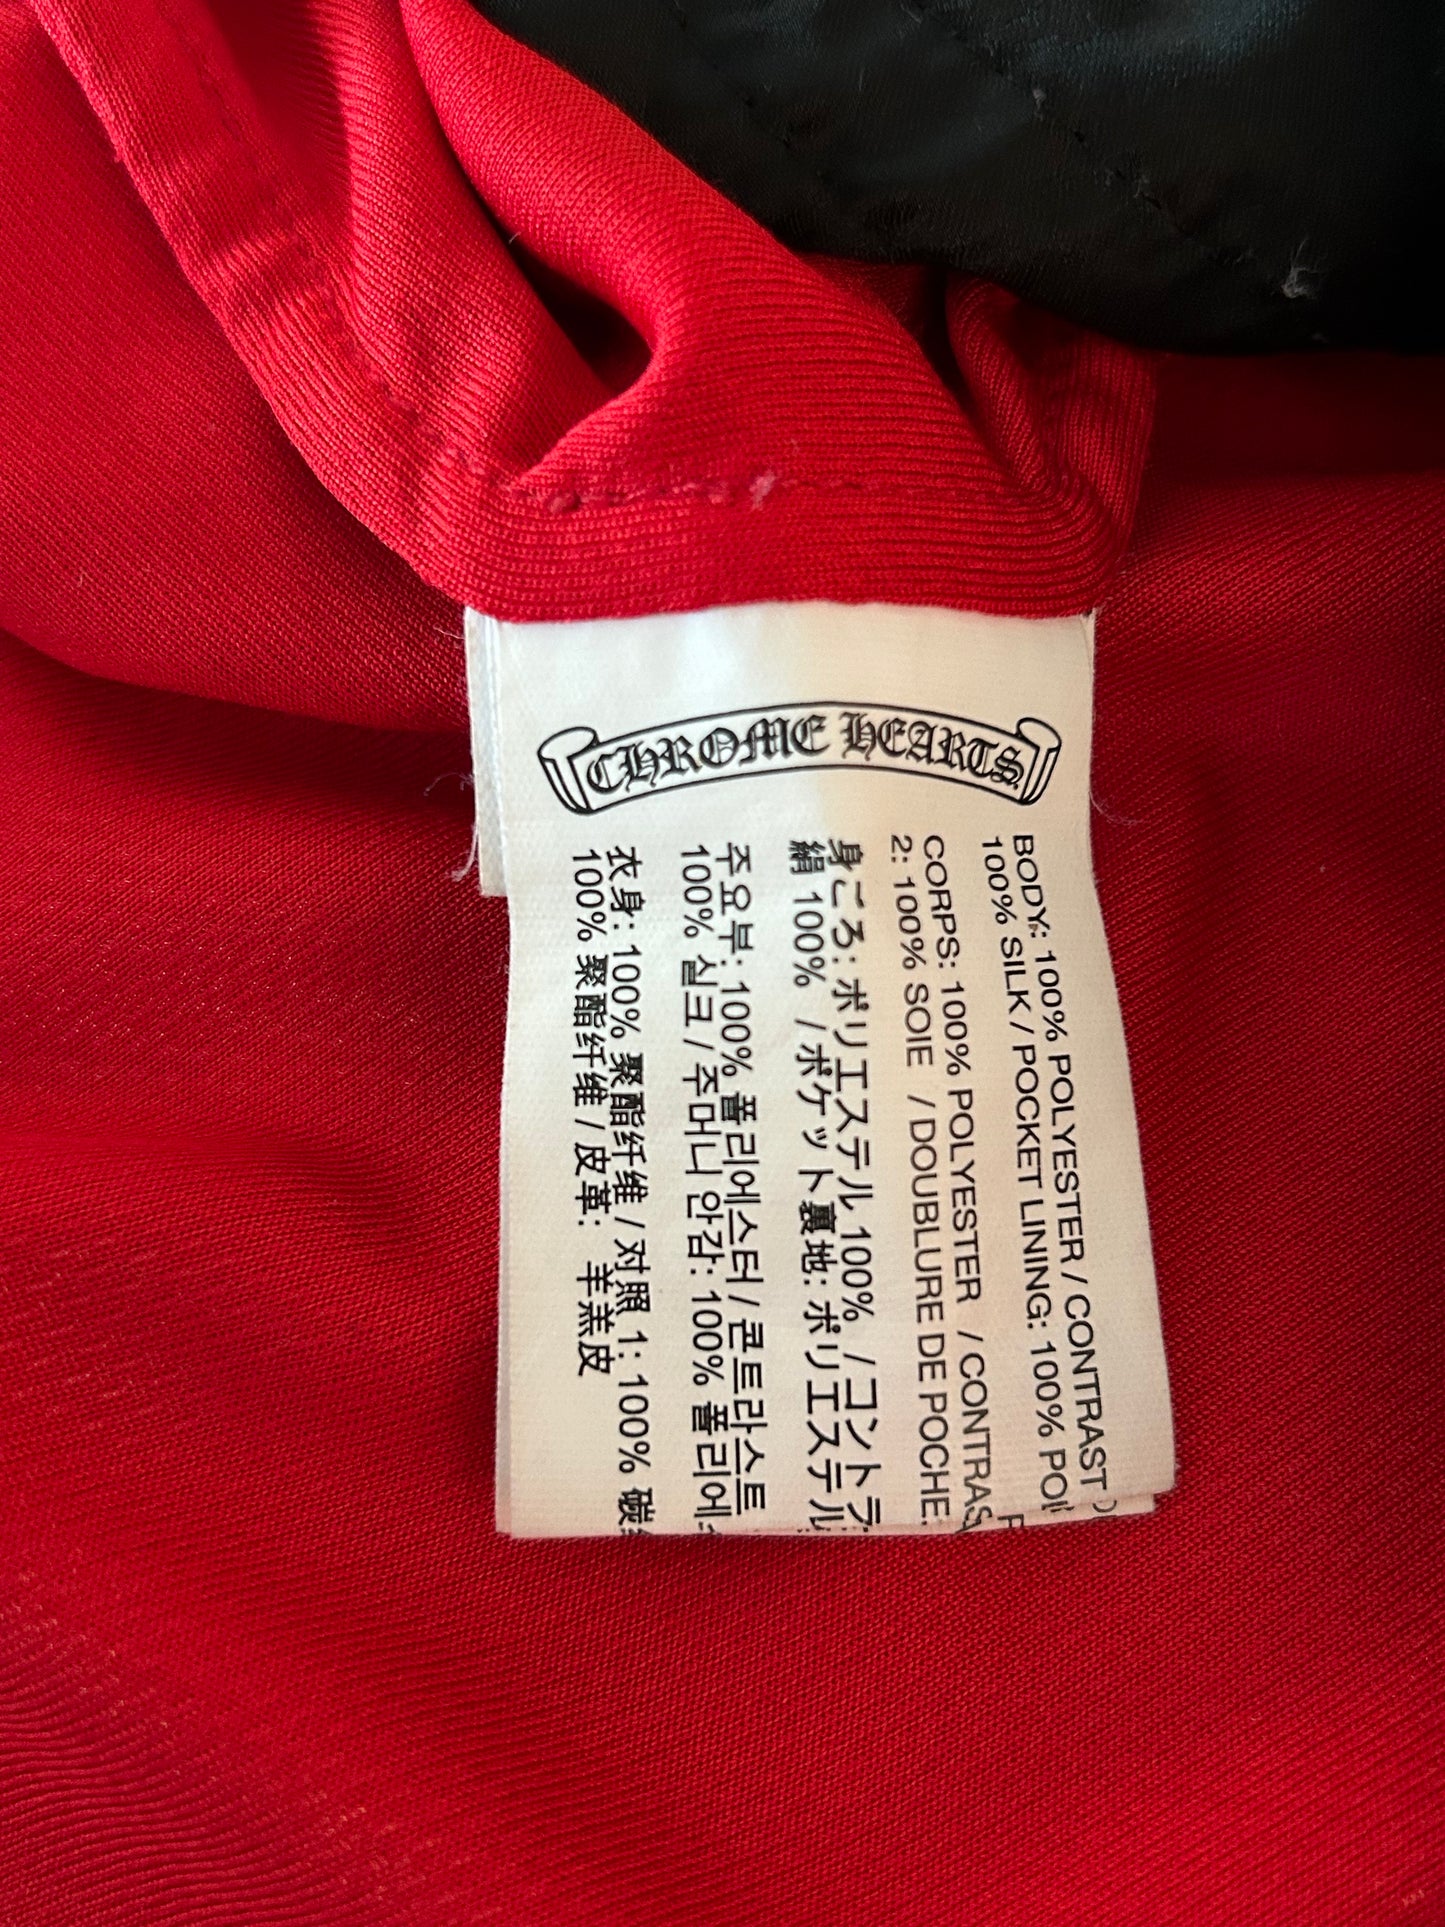 CHROME HEARTS
BODY: 100% POLYESTER / CONTRAST
100% SILK / POCKET LINING: 100%
CORPS: 100% POLYESTER / CONTRAS
2: 100% SOIE / DOUBLURE DE POCHE:
身ごろ: ポリエステル 100% / コントラ
絹 100% / ポケット裏地: ポリエステル
주요부: 100% 폴리에스터 / 콘트라스트
100% 실크 / 주머니 안감: 100% 폴리에
衣身: 100% 聚酯纤维 / 对照 1: 100% 碳
100% 聚酯纤维 / 皮革: 羊羔皮